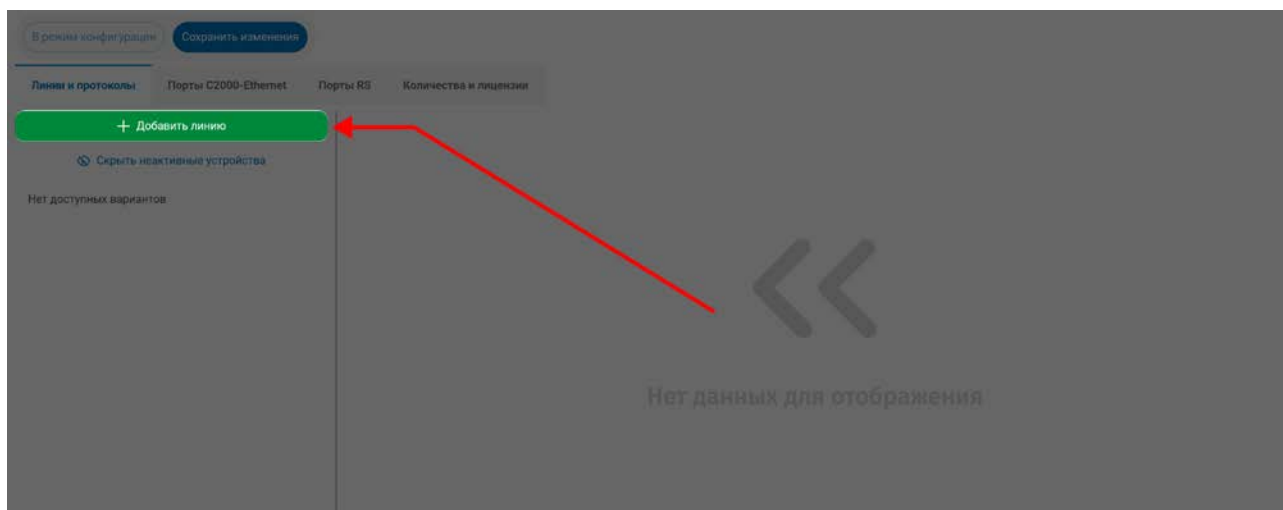 В режим конфигурации Сохранить изменения
Линии и протоколы Порты С2000-Ethernet Порты RS Количества и лицензии
+ Добавить линию
Скрыть неактивные устройства
Нет доступных вариантов
Нет данных для отображения